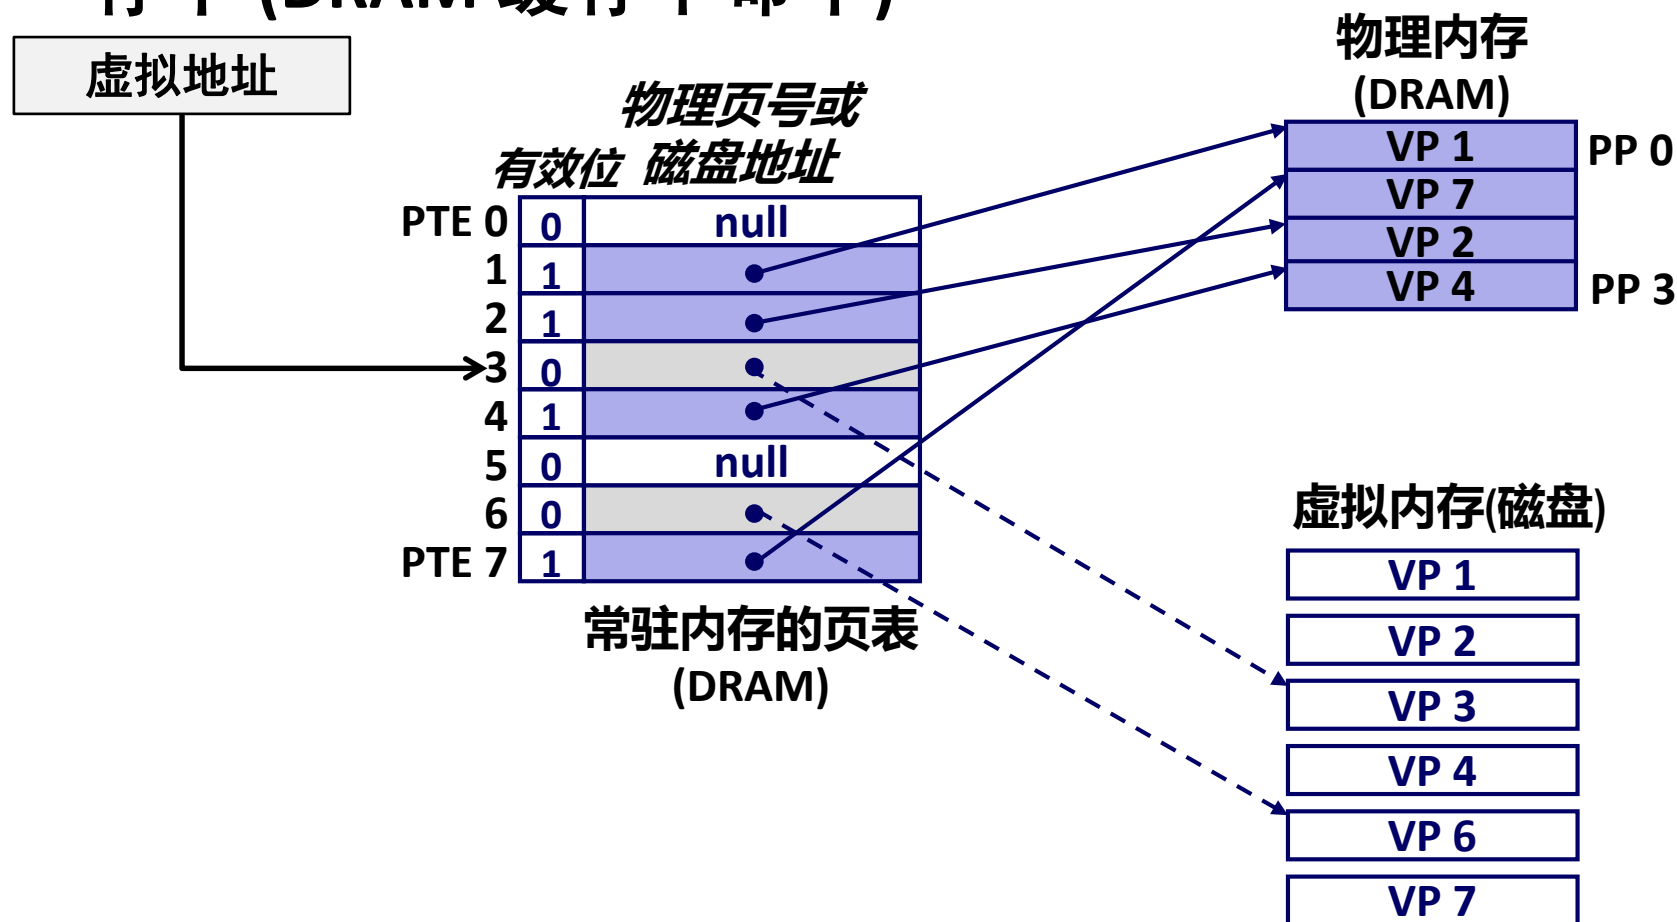 (DRAM
虚拟地址
物理页号或
有效位 磁盘地址
PTE 0 0 null
1 1
2 1
3 0
4 1
5 0 null
6 0
PTE 7 1
常驻内存的页表
(DRAM)
物理内存
(DRAM)
VP 1 PP 0
VP 7
VP 2
VP 4 PP 3
虚拟内存(磁盘)
VP 1
VP 2
VP 3
VP 4
VP 6
VP 7